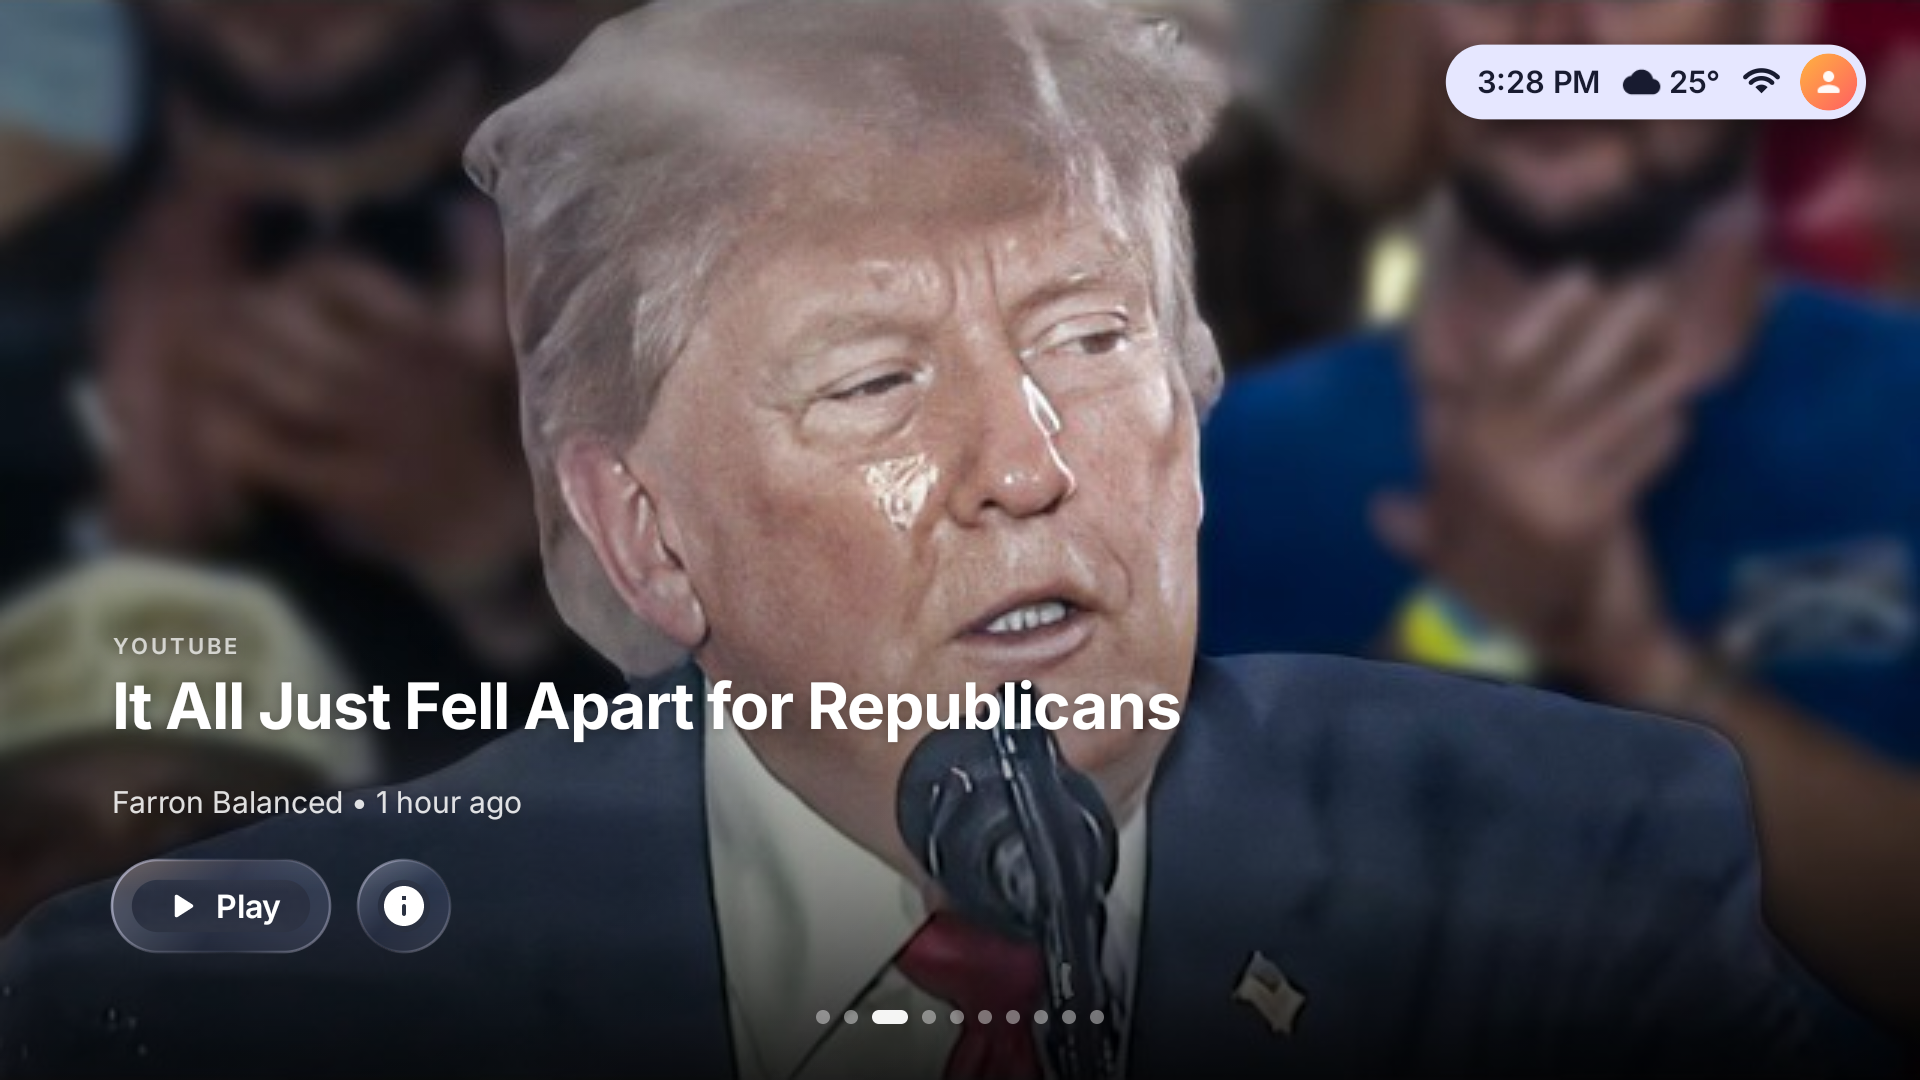 3:28 PM 25°
YOUTUBE
It All Just Fell Apart for Republicans
Farron Balanced • 1 hour ago
Play